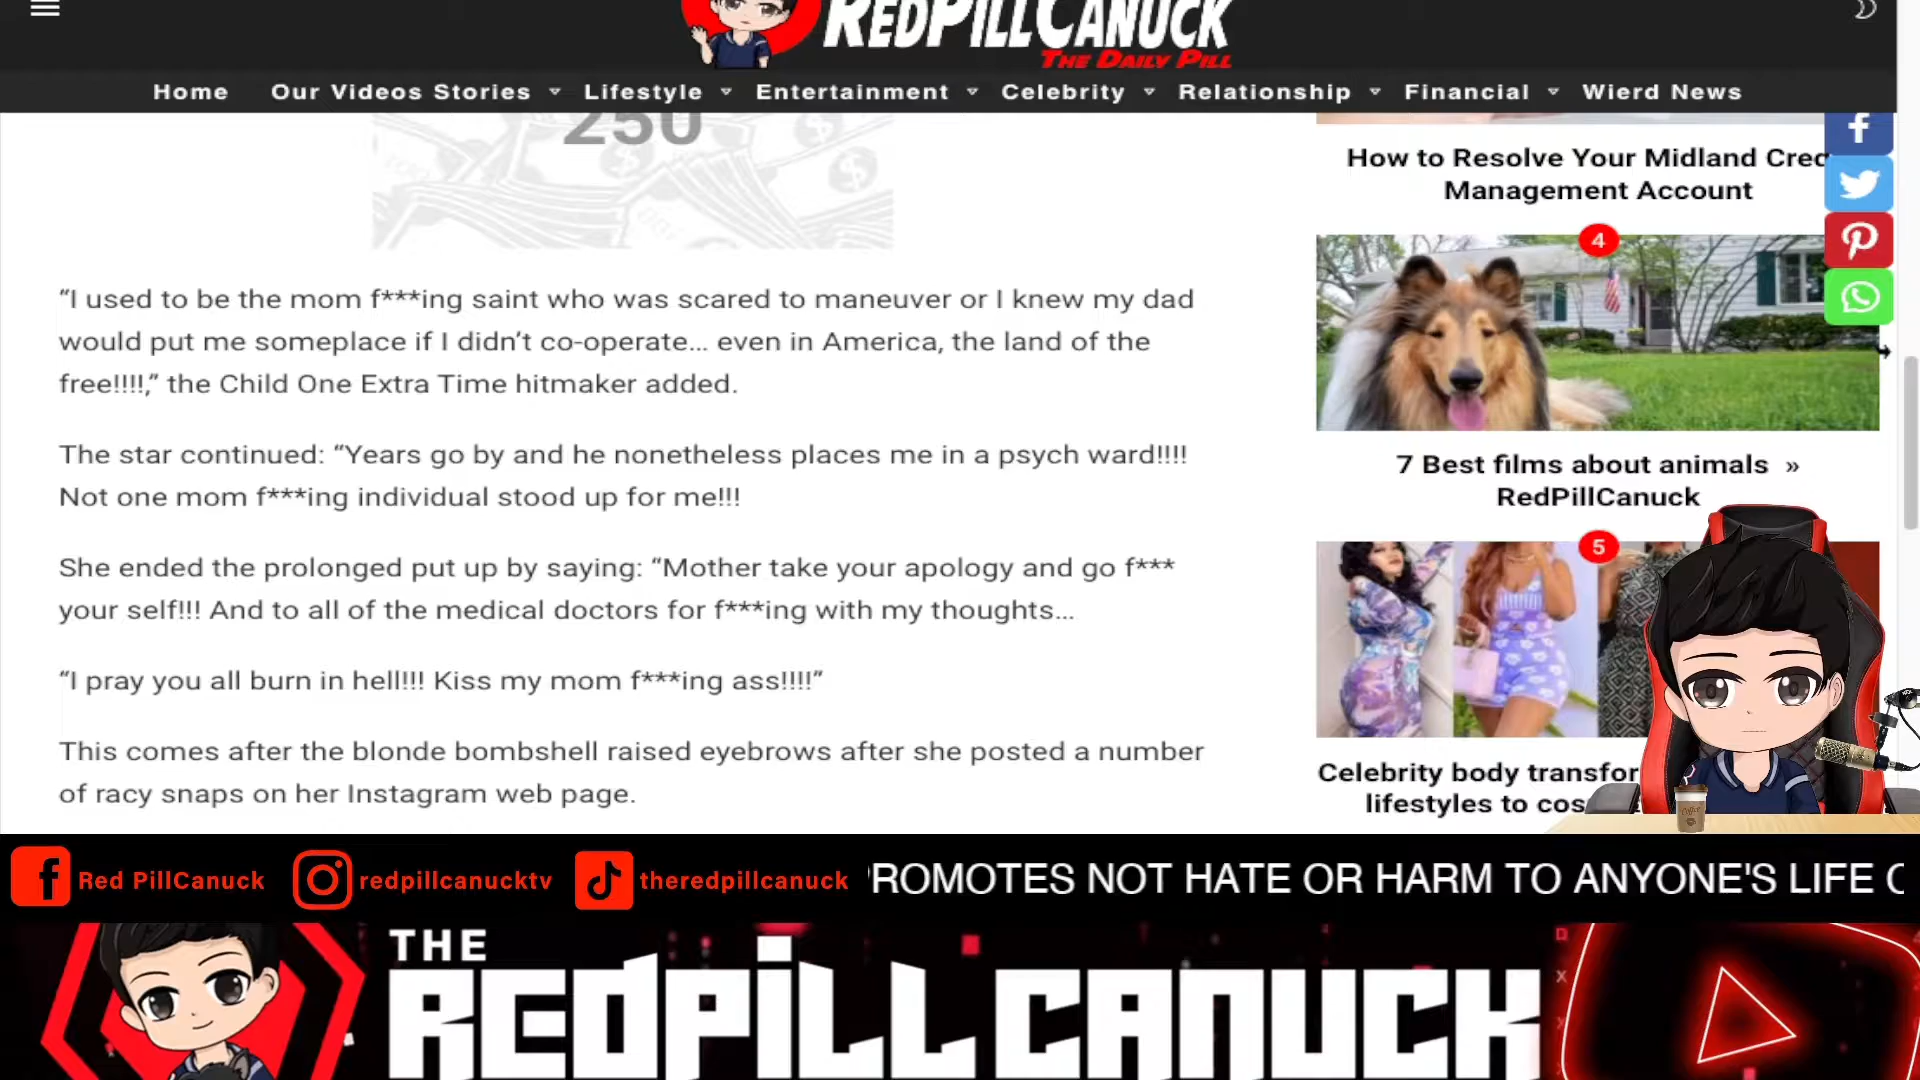 REDPILLCANUCK
THE DAILY PILL
Home Our Videos Stories Lifestyle Entertainment Celebrity Relationship Financial Wierd News
250
“I used to be the mom f***ing saint who was scared to maneuver or I knew my dad
would put me someplace if I didn’t co-operate… even in America, the land of the
free!!!!,” the Child One Extra Time hitmaker added.
The star continued: “Years go by and he nonetheless places me in a psych ward!!!!
Not one mom f***ing individual stood up for me!!!
She ended the prolonged put up by saying: “Mother take your apology and go f***
your self!!! And to all of the medical doctors for f***ing with my thoughts…
“I pray you all burn in hell!!! Kiss my mom f***ing ass!!!!”
This comes after the blonde bombshell raised eyebrows after she posted a number
of racy snaps on her Instagram web page.
How to Resolve Your Midland Cred
Management Account
4
7 Best films about animals »
RedPillCanuck
5
Celebrity body transfor
lifestyles to cos
Red PillCanuck redpillcanucktv theredpillcanuck ROMOTES NOT HATE OR HARM TO ANYONE'S LIFE
THE
REDPILL CANUCK